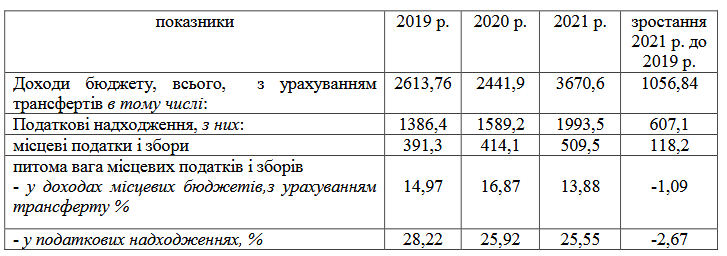 показники 2019 р. 2020 р. 2021 р. зростання
2021 р. до
2019 р.
Доходи бюджету, всього, з урахуванням 2613,76 2441,9 3670,6 1056,84
трансфертів в тому числі:
Податкові надходження, з них: 1386,4 1589,2 1993,5 607,1
місцеві податки і збори 391,3 414,1 509,5 118,2
питома вага місцевих податків і зборів
- у доходах місцевих бюджетів,з урахуванням 14,97 16,87 13,88 -1,09
трансферту %
- у податкових надходженнях, % 28,22 25,92 25,55 -2,67